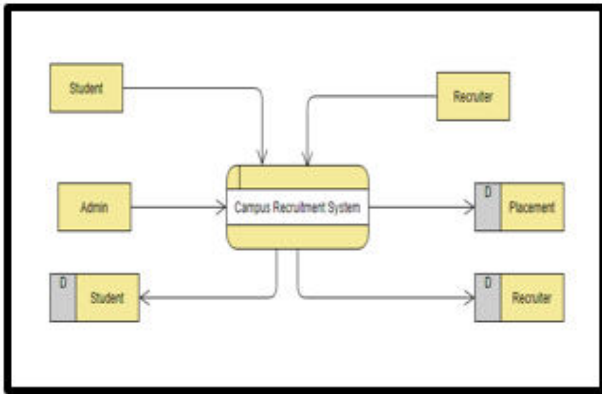 Student
Recruiter
Admin
Campus Recruitment System
D
Placement
D
Student
D
Recruiter